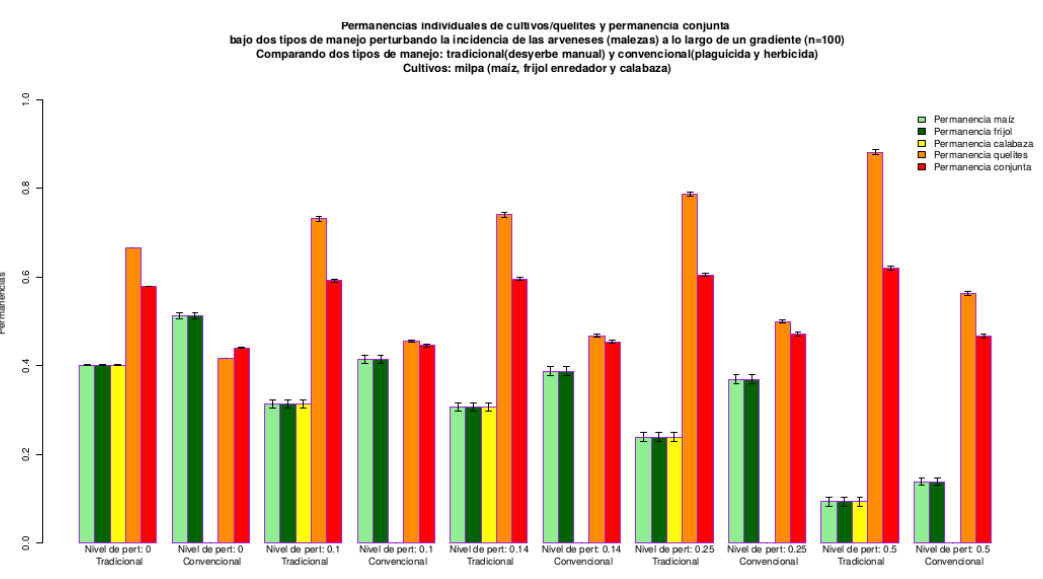 Permanencias individuales de cultivos/quelites y permanencia conjunta
bajo dos tipos de manejo perturbando la incidencia de las arveneses (malezas) a lo largo de un gradiente (n=100)
Comparando dos tipos de manejo: tradicional(desyerbe manual) y convencional(plaguicida y herbicida)
Cultivos: milpa (maíz, frijol enredador y calabaza)
Permanencia maíz
Permanencia frijol
Permanencia calabaza
Permanencia quelites
Permanencia conjunta
Permanencias
1.0
0.8
0.6
0.4
0.2
0.0
Nivel de pert: 0 Nivel de pert: 0 Nivel de pert: 0.1 Nivel de pert: 0.1 Nivel de pert: 0.14 Nivel de pert: 0.14 Nivel de pert: 0.25 Nivel de pert: 0.25 Nivel de pert: 0.5 Nivel de pert: 0.5
Tradicional Convencional Tradicional Convencional Tradicional Convencional Tradicional Convencional Tradicional Convencional